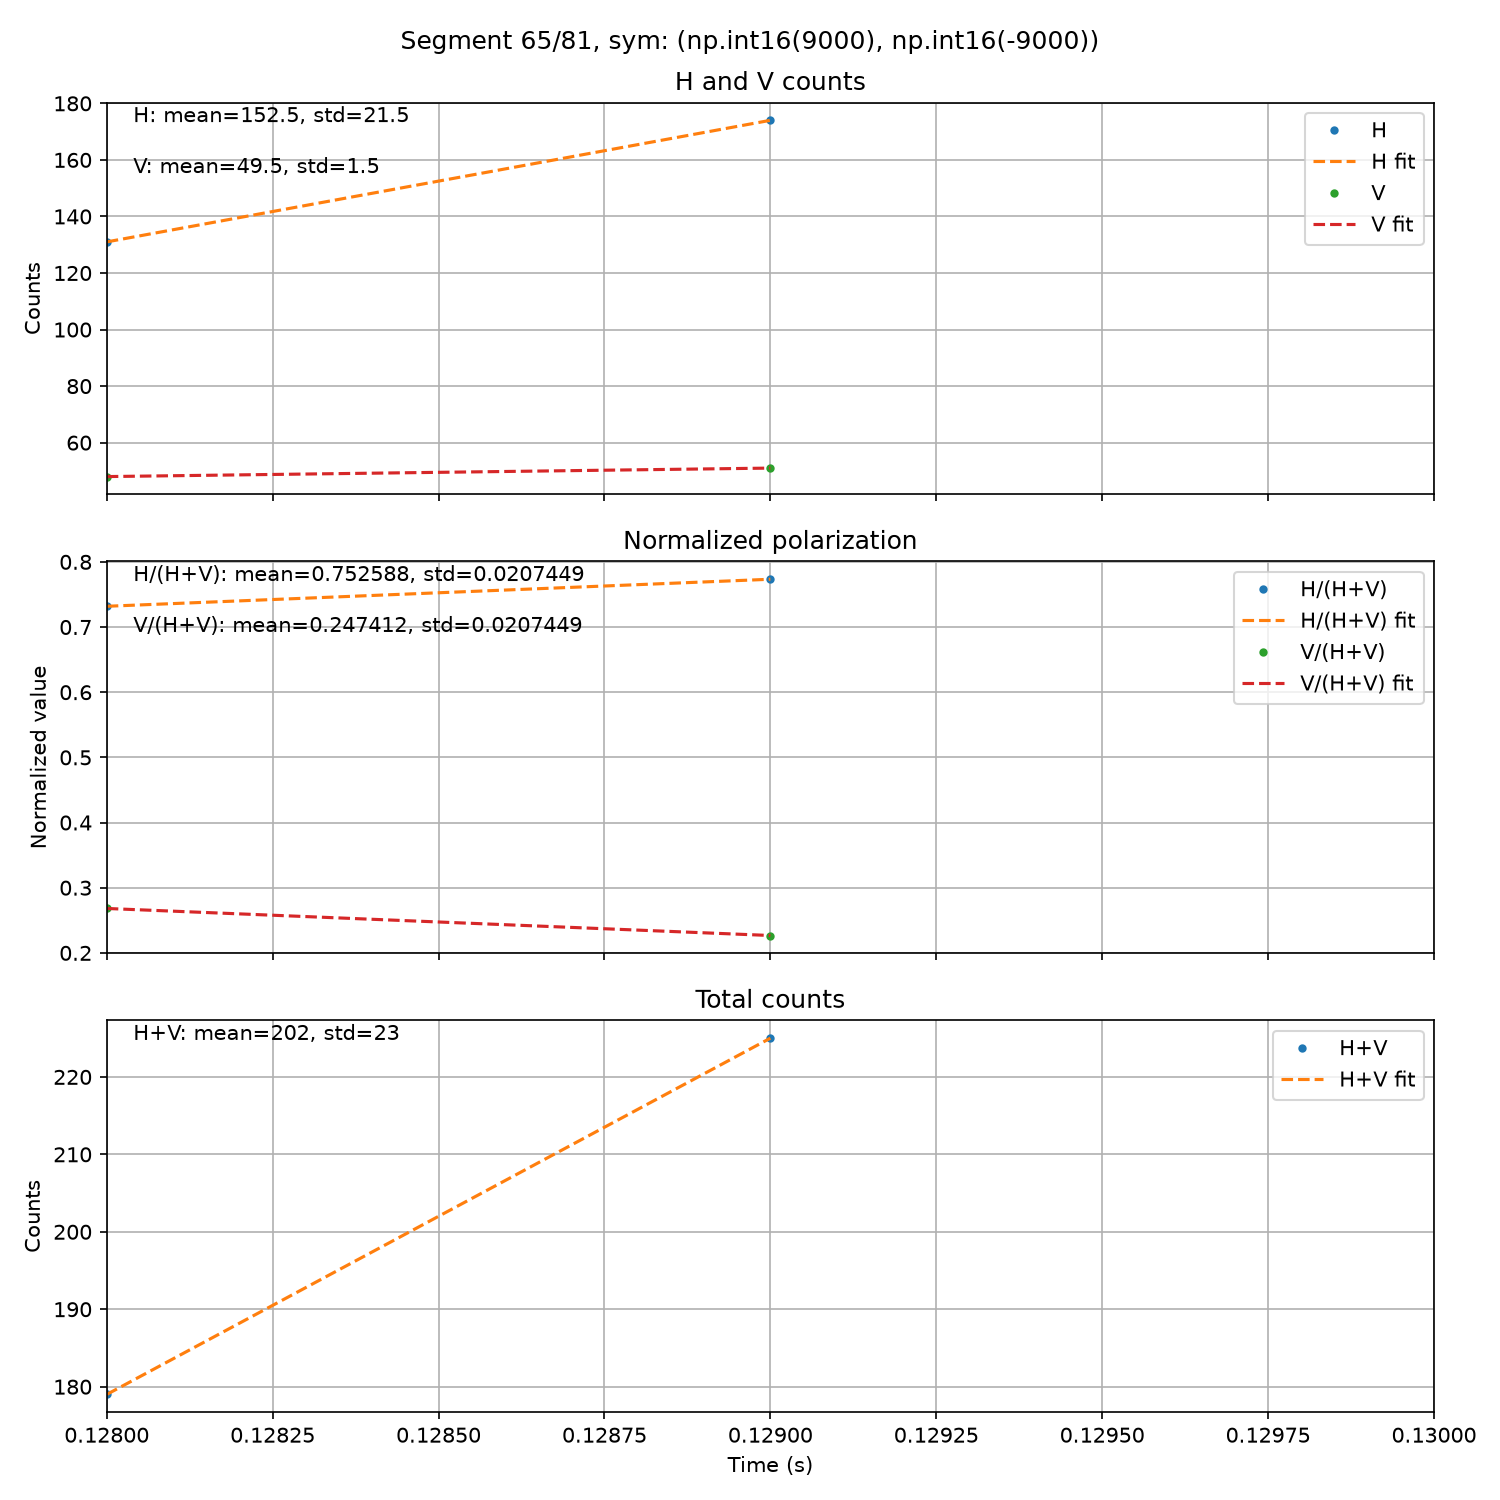 Segment 65/81, sym: (np.int16(9000), np.int16(-9000))
H and V counts
180
160
140
120
100
80
60
Counts
H: mean=152.5, std=21.5
V: mean=49.5, std=1.5
H
H fit
V
V fit
Normalized polarization
0.8
0.7
0.6
0.5
0.4
0.3
0.2
Normalized value
H/(H+V): mean=0.752588, std=0.0207449
V/(H+V): mean=0.247412, std=0.0207449
H/(H+V)
H/(H+V) fit
V/(H+V)
V/(H+V) fit
Total counts
220
210
200
190
180
Counts
H+V: mean=202, std=23
H+V
H+V fit
0.12800 0.12825 0.12850 0.12875 0.12900 0.12925 0.12950 0.12975 0.13000
Time (s)